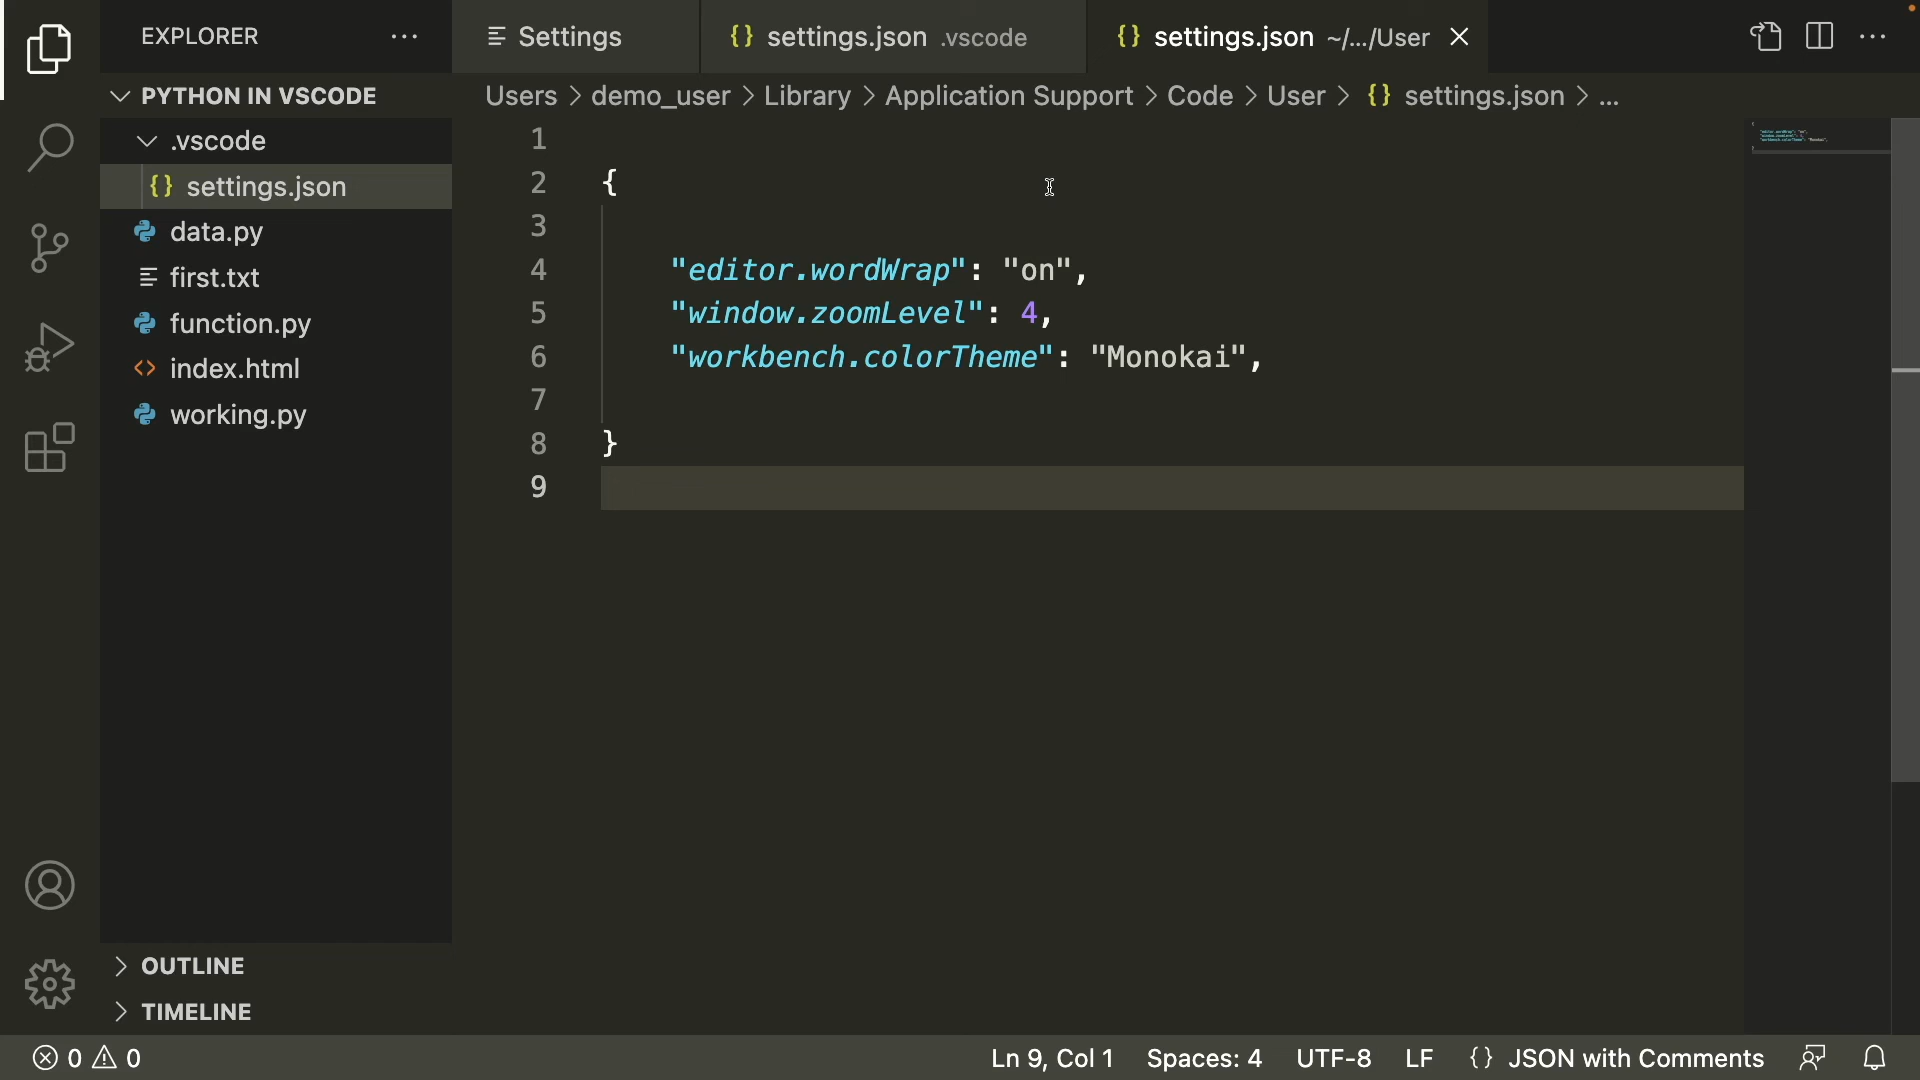 EXPLORER ...
Settings
{} settings.json .vscode
{} settings.json ~/.../User
PYTHON IN VSCODE
.vscode
{} settings.json
data.py
first.txt
function.py
<> index.html
working.py
OUTLINE
TIMELINE
Users > demo_user > Library > Application Support > Code > User > {} settings.json > ...
1
2 {
3
4 "editor.wordWrap": "on",
5 "window.zoomLevel": 4,
6 "workbench.colorTheme": "Monokai",
7
8 }
9
0 0
Ln 9, Col 1 Spaces: 4 UTF-8 LF {} JSON with Comments